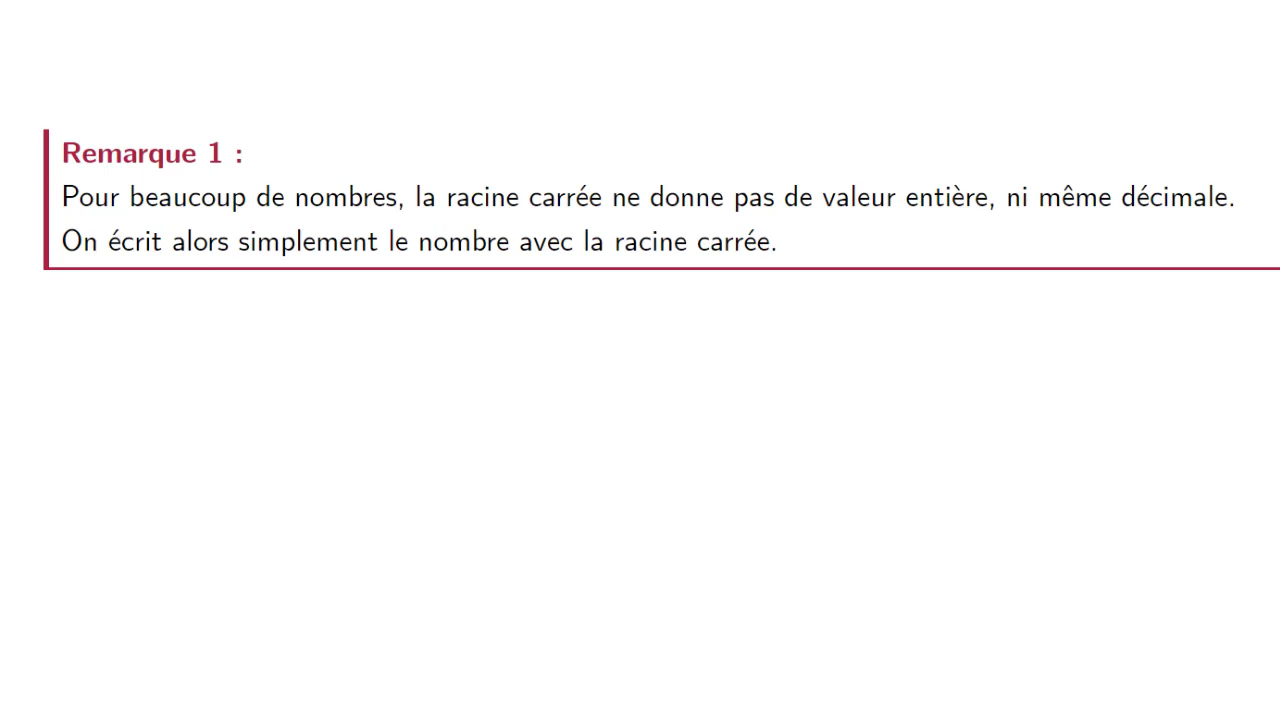 Remarque 1 :
Pour beaucoup de nombres, la racine carrée ne donne pas de valeur entière, ni même décimale.
On écrit alors simplement le nombre avec la racine carrée.